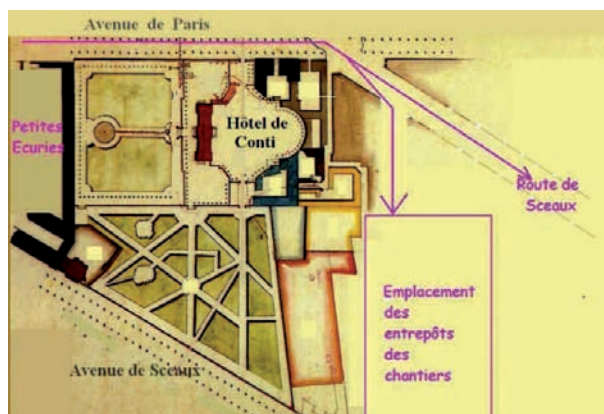 Avenue de Paris
Petites
Ecuries
Hôtel de
Conti
Route de
Sceaux
Emplacement
des
entrepôts
des
chantiers
Avenue de Sceaux